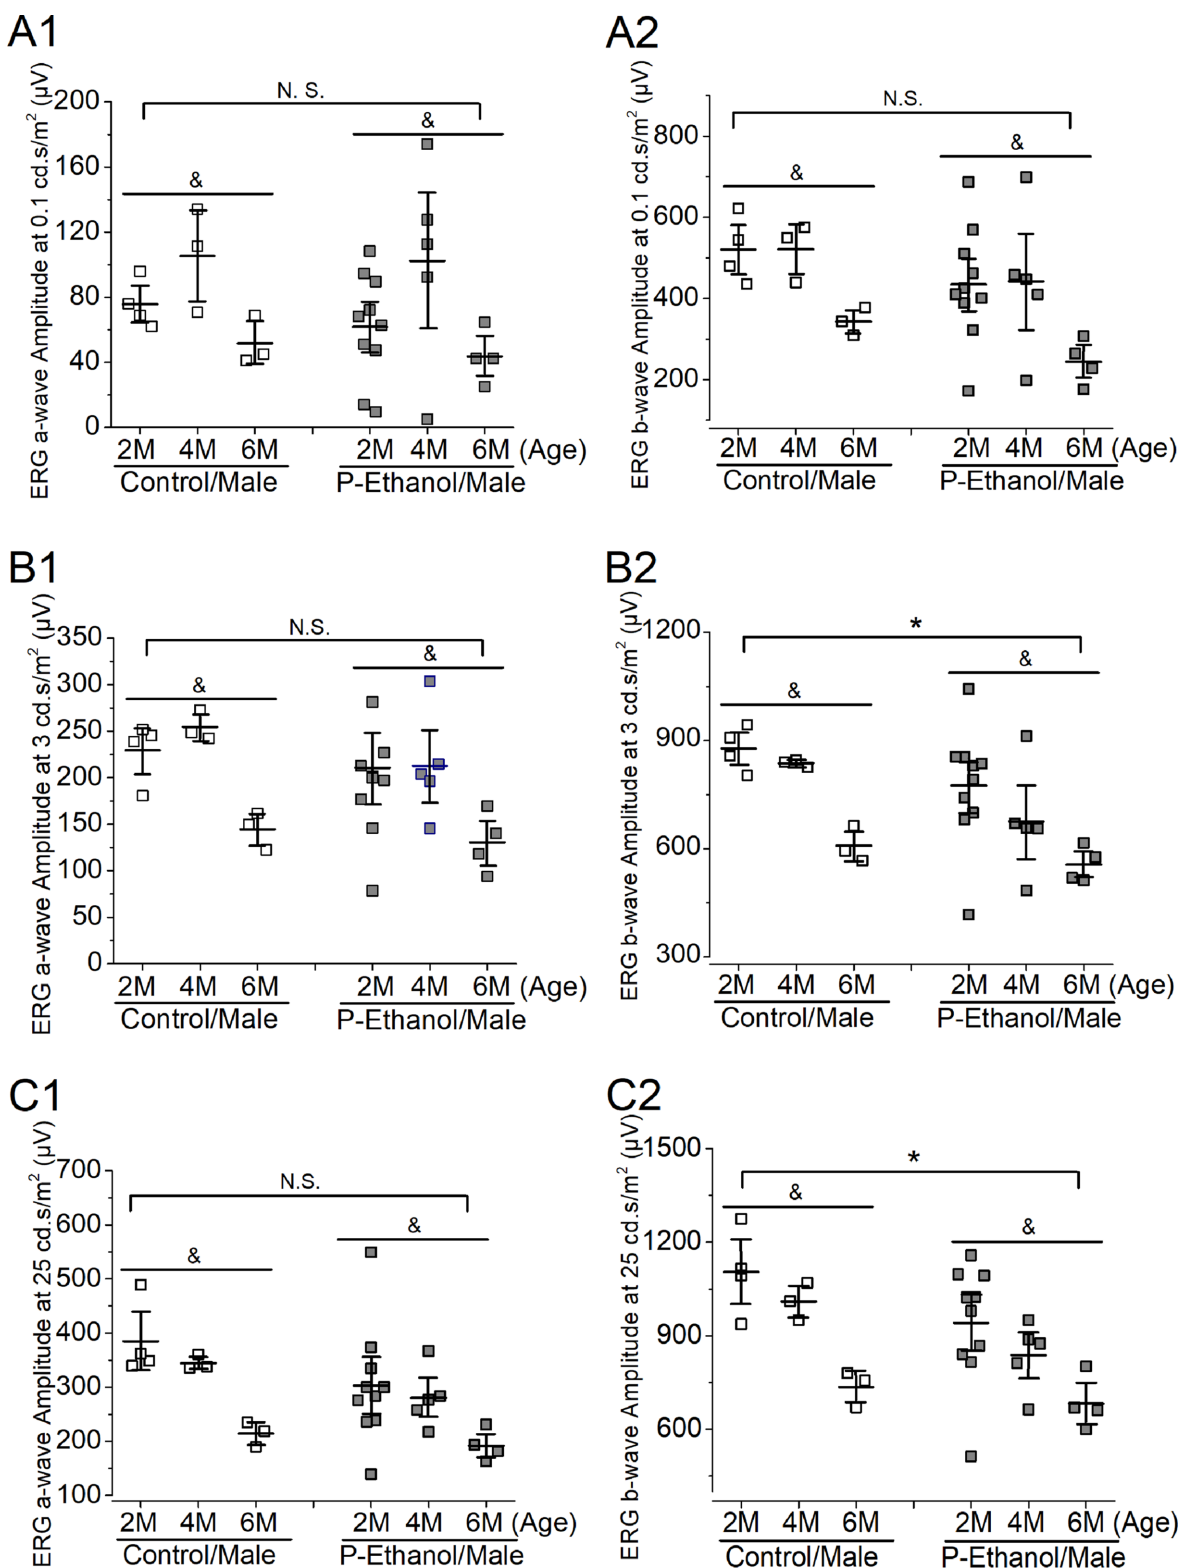 A1
ERG a-wave Amplitude at 0.1 cd.s/m² (µV)
N. S.
&
&
200
160
120
80
40
0
2M 4M 6M 2M 4M 6M (Age)
Control/Male P-Ethanol/Male
A2
ERG b-wave Amplitude at 0.1 cd.s/m² (µV)
N.S.
&
&
800
600
400
200
2M 4M 6M 2M 4M 6M (Age)
Control/Male P-Ethanol/Male
B1
ERG a-wave Amplitude at 3 cd.s/m² (µV)
N.S.
&
&
350
300
250
200
150
100
50
0
2M 4M 6M 2M 4M 6M (Age)
Control/Male P-Ethanol/Male
B2
ERG b-wave Amplitude at 3 cd.s/m² (µV)
*
&
&
1200
900
600
300
2M 4M 6M 2M 4M 6M (Age)
Control/Male P-Ethanol/Male
C1
ERG a-wave Amplitude at 25 cd.s/m² (µV)
N.S.
&
&
700
600
500
400
300
200
100
2M 4M 6M 2M 4M 6M (Age)
Control/Male P-Ethanol/Male
C2
ERG b-wave Amplitude at 25 cd.s/m² (µV)
*
&
&
1500
1200
900
600
2M 4M 6M 2M 4M 6M (Age)
Control/Male P-Ethanol/Male